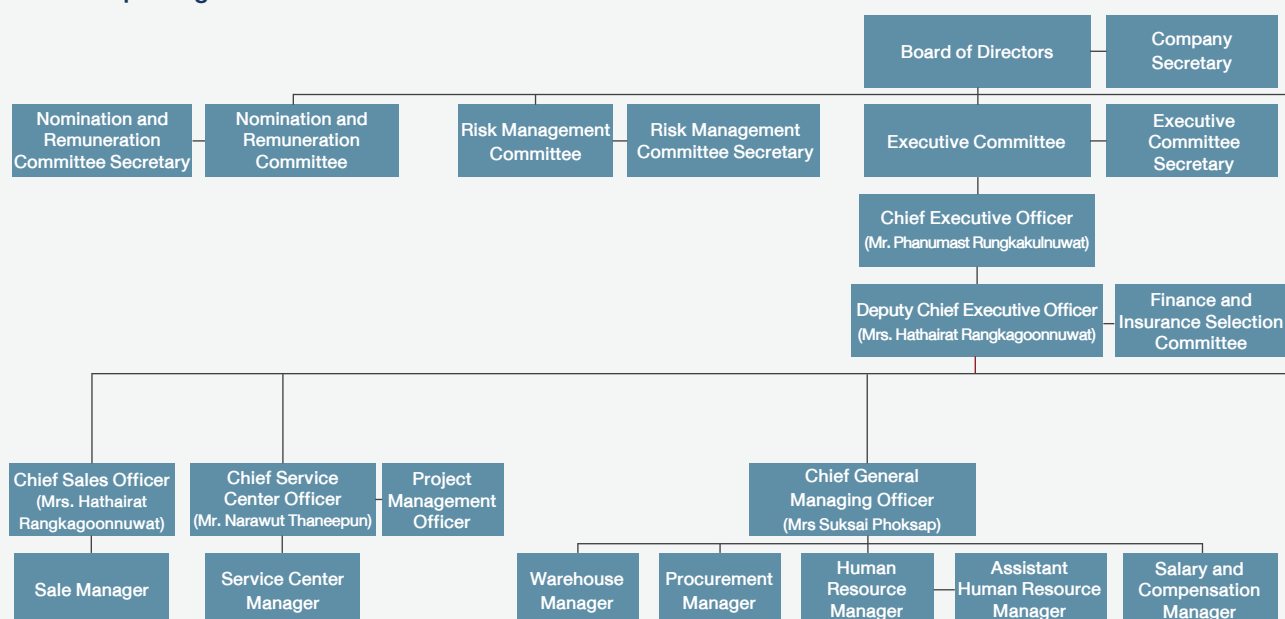 Board of Directors
Company
Secretary
Nomination and
Remuneration
Committee Secretary
Nomination and
Remuneration
Committee
Risk Management
Committee
Risk Management
Committee Secretary
Executive Committee
Executive
Committee
Secretary
Chief Executive Officer
(Mr. Phanumast Rungkakulnuwat)
Deputy Chief Executive Officer
(Mrs. Hathairat Rangkagoonnuwat)
Finance and
Insurance Selection
Committee
Chief Sales Officer
(Mrs. Hathairat
Rangkagoonnuwat)
Chief Service
Center Officer
(Mr. Narawut Thaneepun)
Project
Management
Officer
Chief General
Managing Officer
(Mrs Suksai Phoksap)
Sale Manager
Service Center
Manager
Warehouse
Manager
Procurement
Manager
Human
Resource
Manager
Assistant
Human Resource
Manager
Salary and
Compensation
Manager